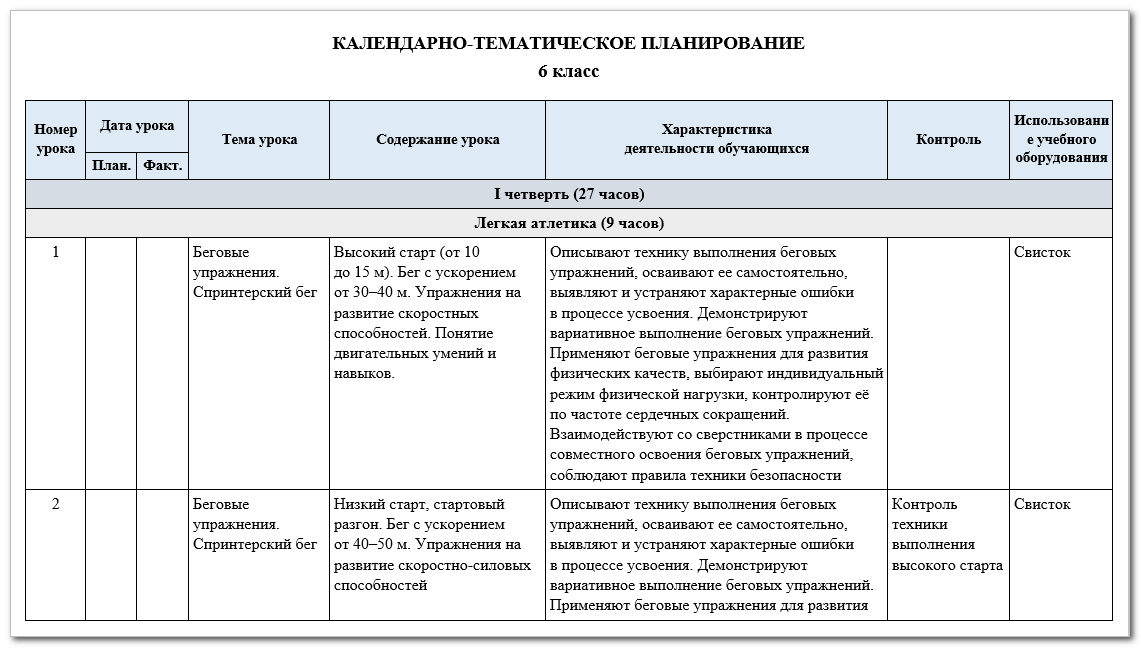 КАЛЕНДАРНО-ТЕМАТИЧЕСКОЕ ПЛАНИРОВАНИЕ
6 класс
Номер
урока
Дата урока
План.
Факт.
Тема урока
Содержание урока
Характеристика
деятельности обучающихся
Контроль
Использовани
е учебного
оборудования
I четверть (27 часов)
Легкая атлетика (9 часов)
1
Беговые
упражнения.
Спринтерский бег
Высокий старт (от 10
до 15 м). Бег с ускорением
от 30–40 м. Упражнения на
развитие скоростных
способностей. Понятие
двигательных умений и
навыков.
Описывают технику выполнения беговых
упражнений, осваивают ее самостоятельно,
выявляют и устраняют характерные ошибки
в процессе усвоения. Демонстрируют
вариативное выполнение беговых упражнений.
Применяют беговые упражнения для развития
физических качеств, выбирают индивидуальный
режим физической нагрузки, контролируют её
по частоте сердечных сокращений.
Взаимодействуют со сверстниками в процессе
совместного освоения беговых упражнений,
соблюдают правила техники безопасности
Свисток
2
Беговые
упражнения.
Спринтерский бег
Низкий старт, стартовый
разгон. Бег с ускорением
от 40–50 м. Упражнения на
развитие скоростно-силовых
способностей
Описывают технику выполнения беговых
упражнений, осваивают ее самостоятельно,
выявляют и устраняют характерные ошибки
в процессе усвоения. Демонстрируют
вариативное выполнение беговых упражнений.
Применяют беговые упражнения для развития
Контроль
техники
выполнения
высокого старта
Свисток